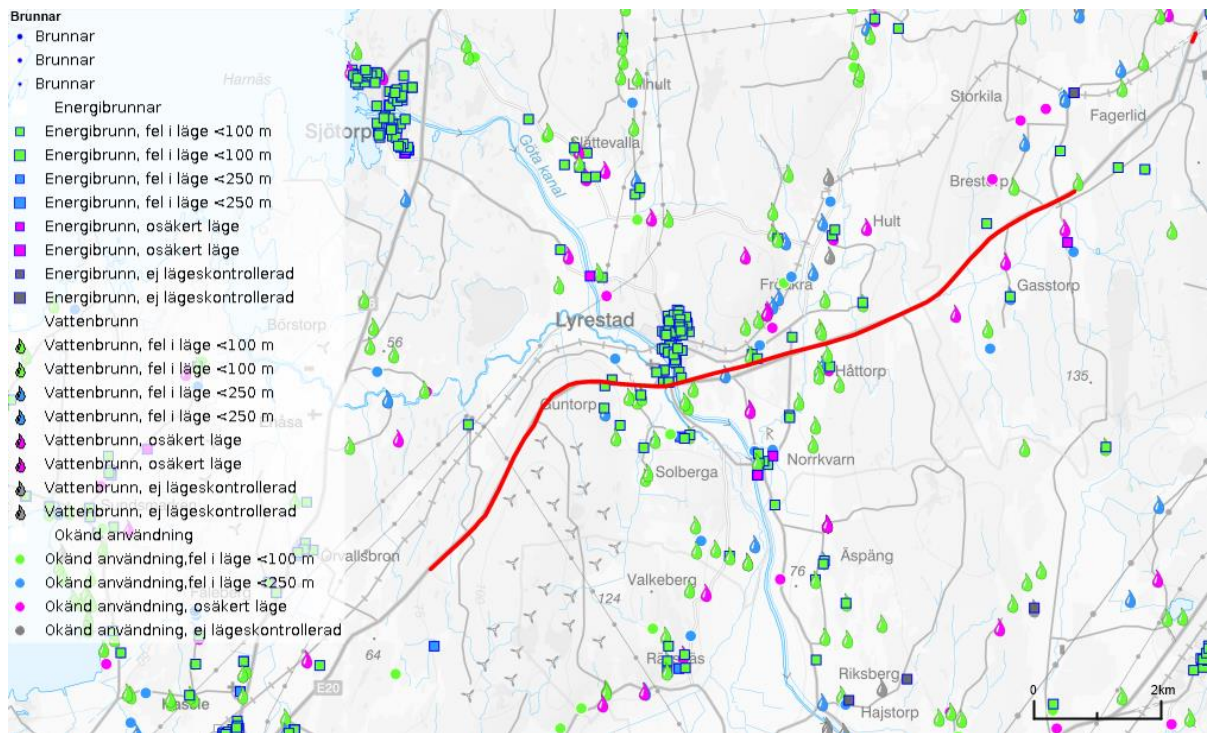 Brunnar
Brunnar
Brunnar
Brunnar
Energibrunnar
Energibrunn, fel i läge <100 m
Energibrunn, fel i läge <100 m
Energibrunn, fel i läge <250 m
Energibrunn, fel i läge <250 m
Energibrunn, osäkert läge
Energibrunn, osäkert läge
Energibrunn, ej lägeskontrollerad
Energibrunn, ej lägeskontrollerad
Vattenbrunn
Vattenbrunn, fel i läge <100 m
Vattenbrunn, fel i läge <100 m
Vattenbrunn, fel i läge <250 m
Vattenbrunn, fel i läge <250 m
Vattenbrunn, osäkert läge
Vattenbrunn, osäkert läge
Vattenbrunn, ej lägeskontrollerad
Vattenbrunn, ej lägeskontrollerad
Okänd användning
Okänd användning,fel i läge <100 m
Okänd användning,fel i läge <250 m
Okänd användning, osäkert läge
Okänd användning, ej lägeskontrollerad
Harnäs
Sjötorp
Göta kanal
Lillhult
Slättevalla
Storkila
Fagerlid
Brestorp
Hult
Gasstorp
Lyrestad
Börstorp
56
Håttorp
135
Guntorp
Solberga
Norrkvarn
Äspäng
76
Valkeberg
124
64
Riksberg
Hajstorp
E20
0
2km